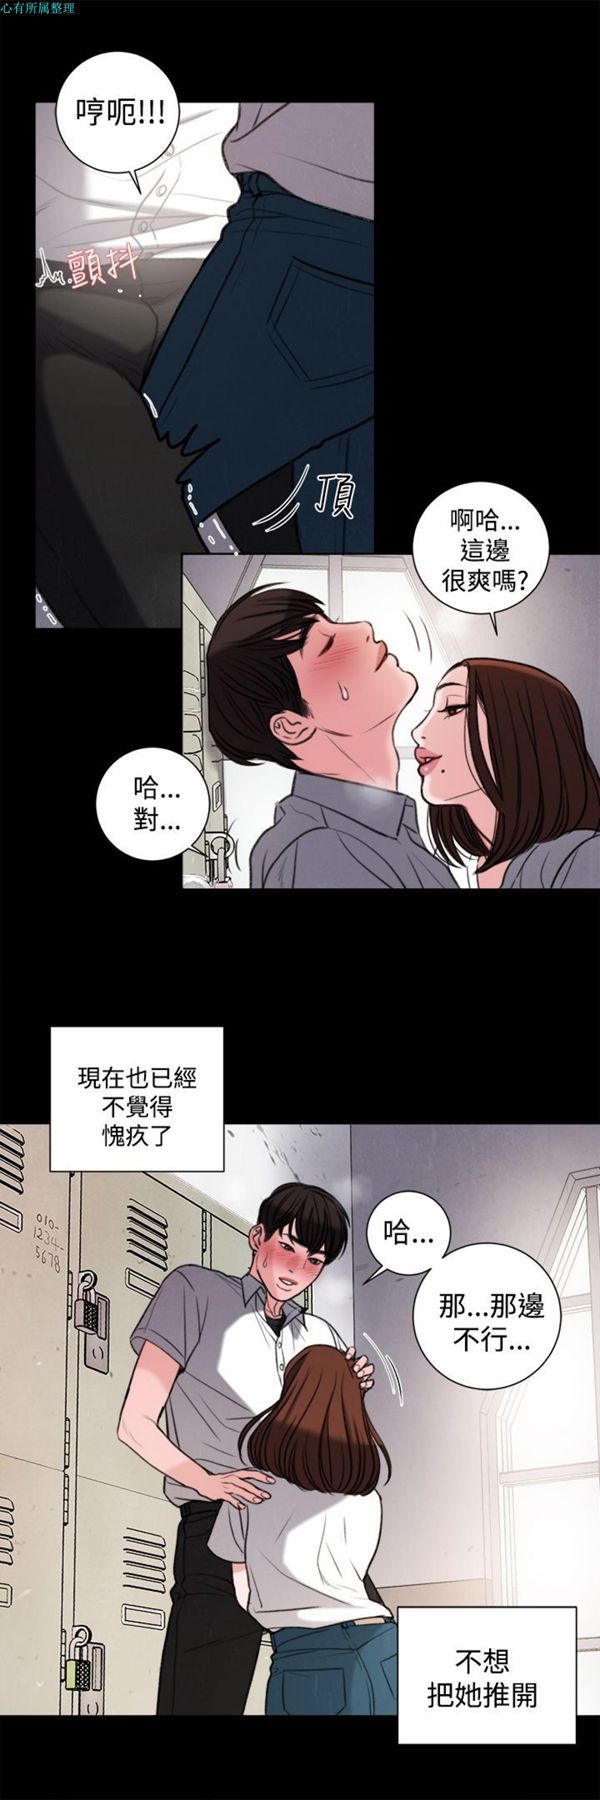 心有所属整理
哼呃!!!
顫抖
頂
啊哈...
這邊
很爽嗎?
哈...
對...
現在也已經
不覺得
愧疚了
010-
1234-
5678
哈...
那...那邊
不行...
不想
把她推開